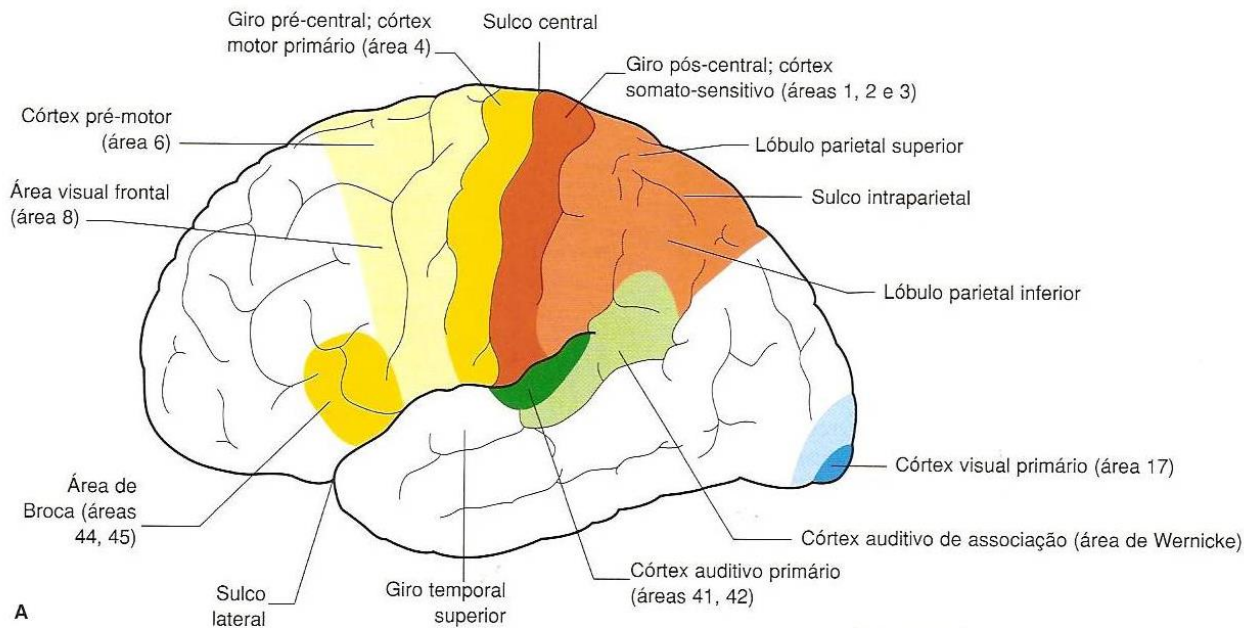 Giro pré-central; córtex
motor primário (área 4)
Sulco central
Giro pós-central; córtex
somato-sensitivo (áreas 1, 2 e 3)
Córtex pré-motor
(área 6)
Lóbulo parietal superior
Área visual frontal
(área 8)
Sulco intraparietal
Lóbulo parietal inferior
Córtex visual primário (área 17)
Área de
Broca (áreas
44, 45)
Córtex auditivo de associação (área de Wernicke)
Córtex auditivo primário
(áreas 41, 42)
Giro temporal
superior
Sulco
lateral
A